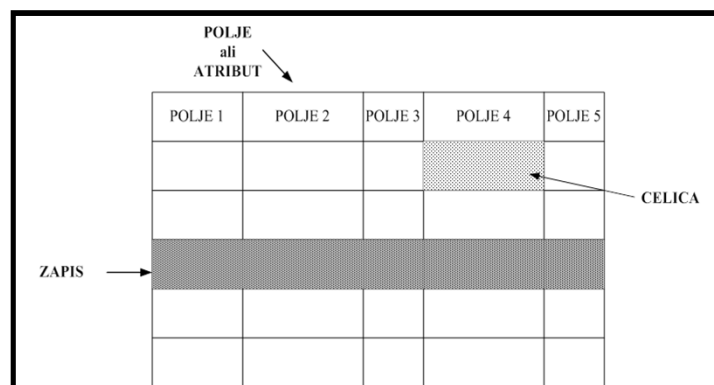 POLJE
ali
ATRIBUT
POLJE 1 POLJE 2 POLJE 3 POLJE 4 POLJE 5
CELICA
ZAPIS